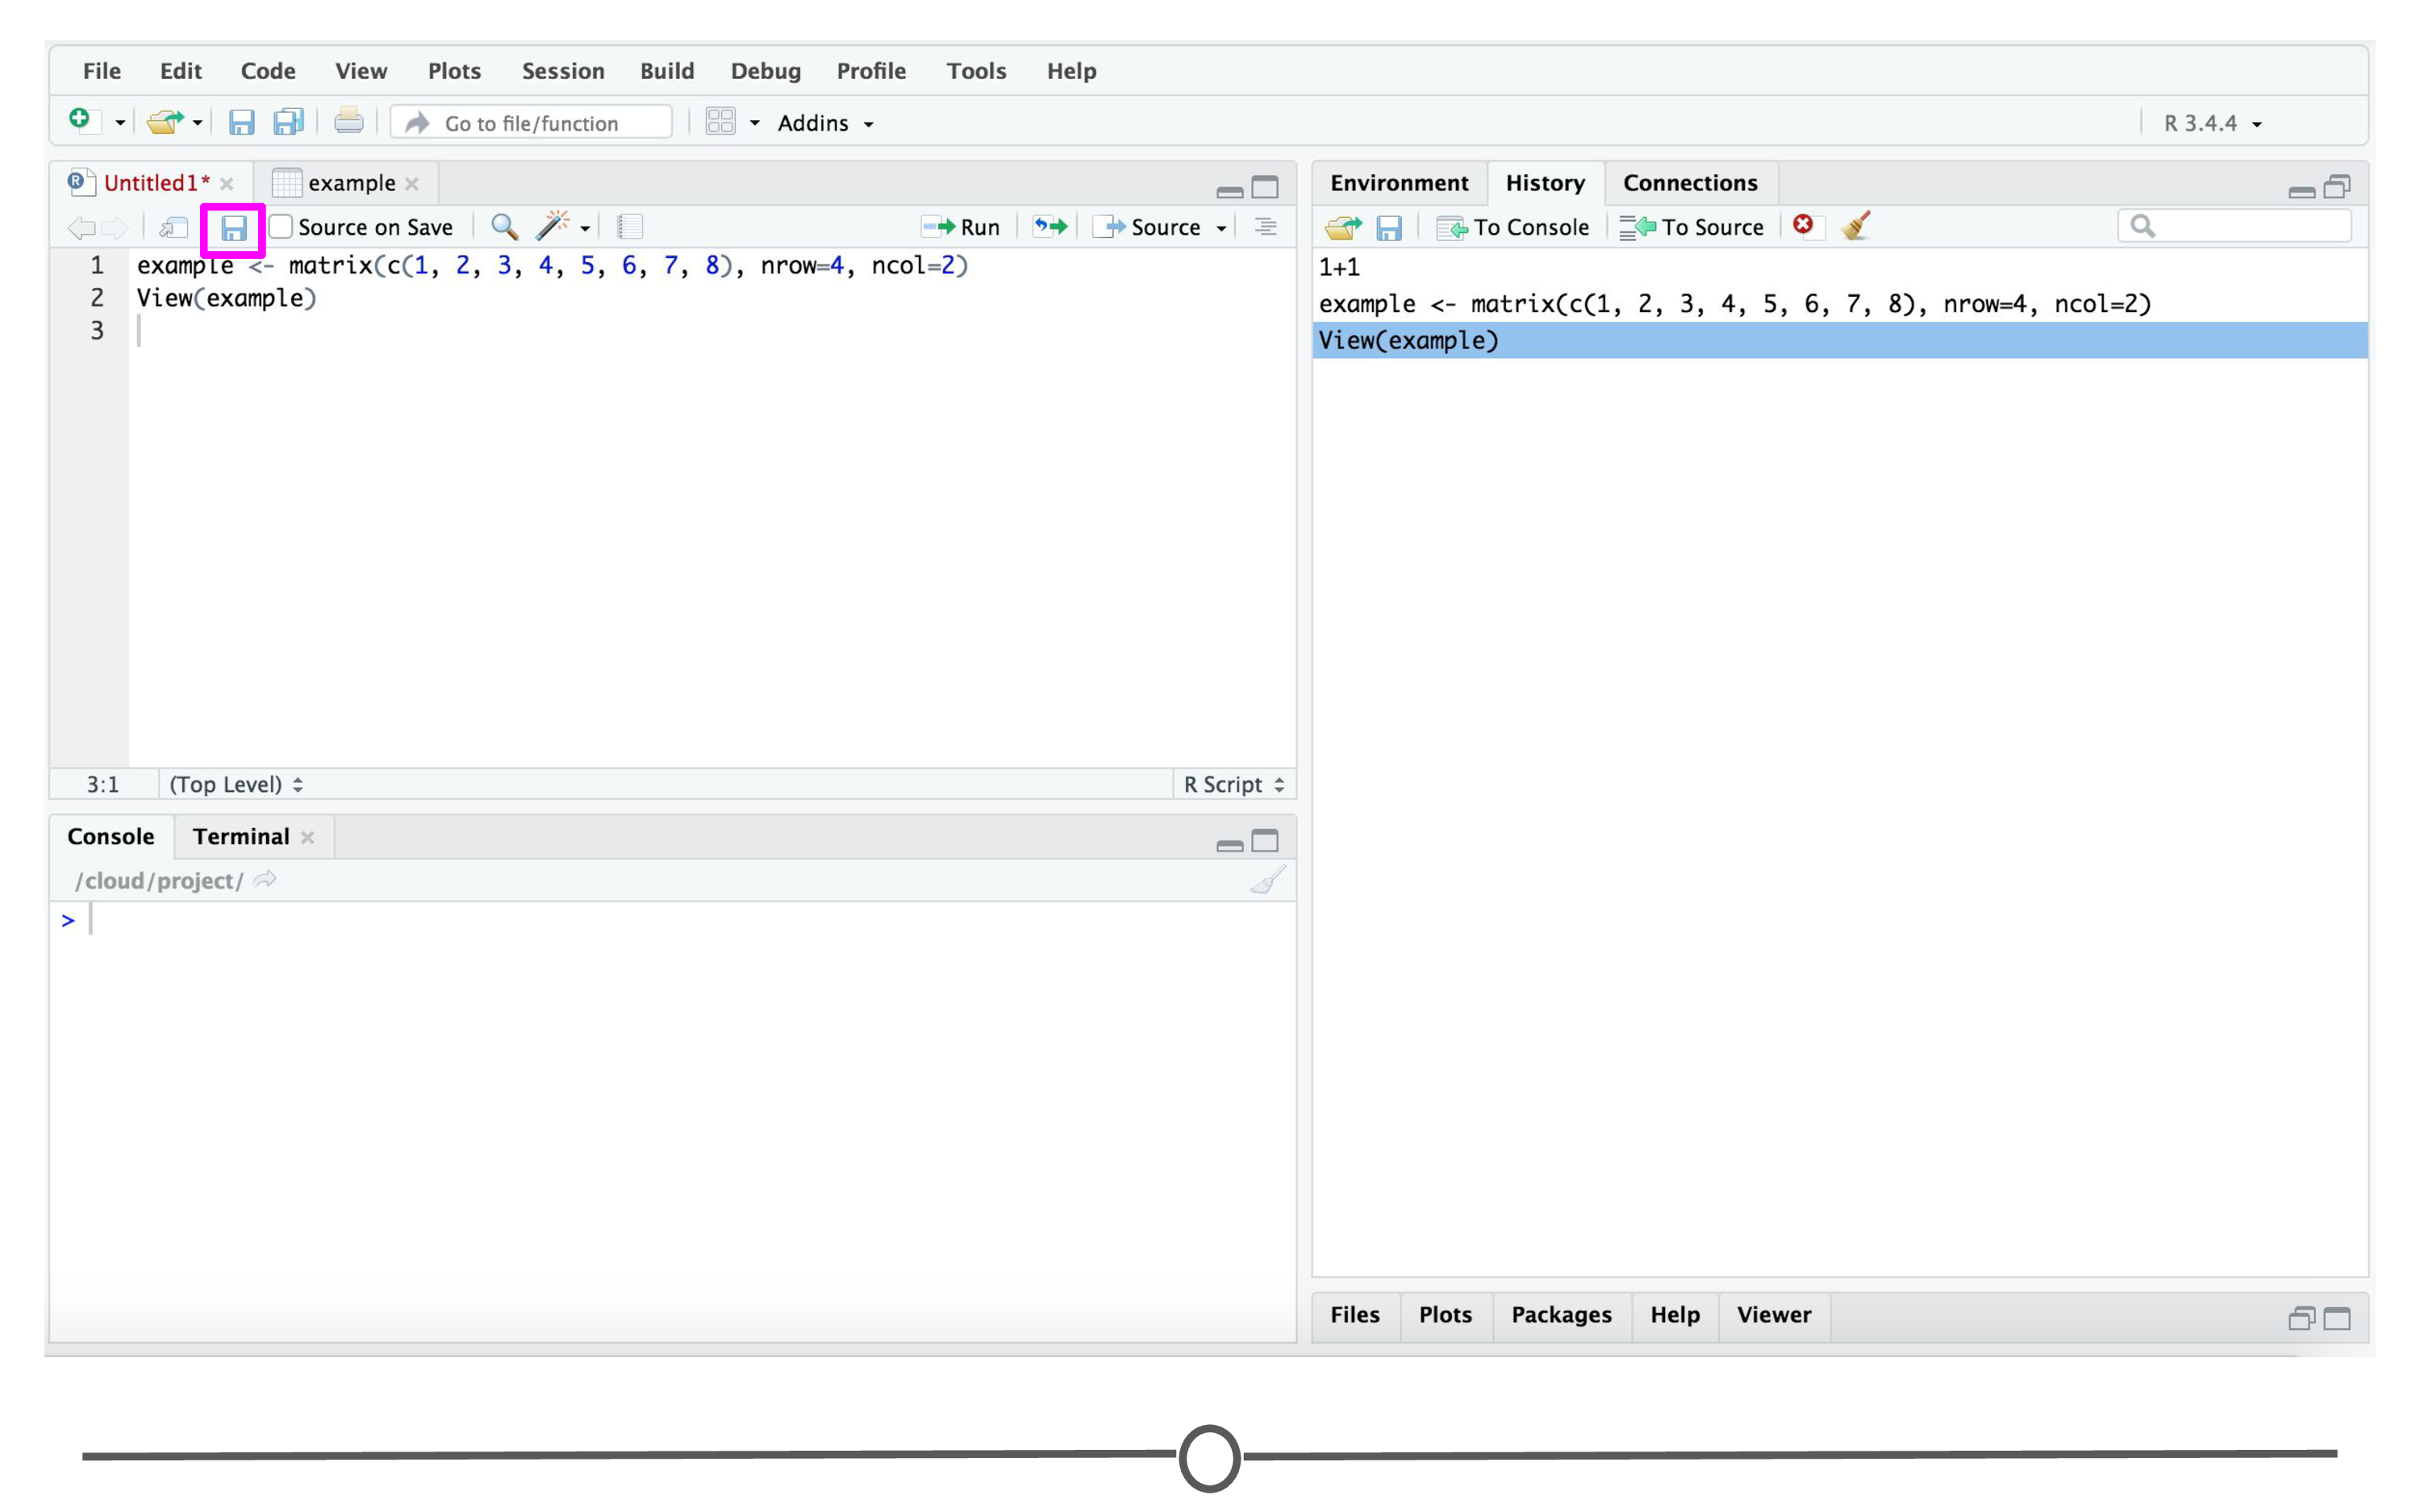 File Edit Code View Plots Session Build Debug Profile Tools Help
Go to file/function Addins R 3.4.4
Untitled1* example
Source on Save Run Source
1 example <- matrix(c(1, 2, 3, 4, 5, 6, 7, 8), nrow=4, ncol=2)
2 View(example)
3
3:1 (Top Level) R Script
Console Terminal
/cloud/project/
>
Environment History Connections
To Console To Source
1+1
example <- matrix(c(1, 2, 3, 4, 5, 6, 7, 8), nrow=4, ncol=2)
View(example)
Files Plots Packages Help Viewer